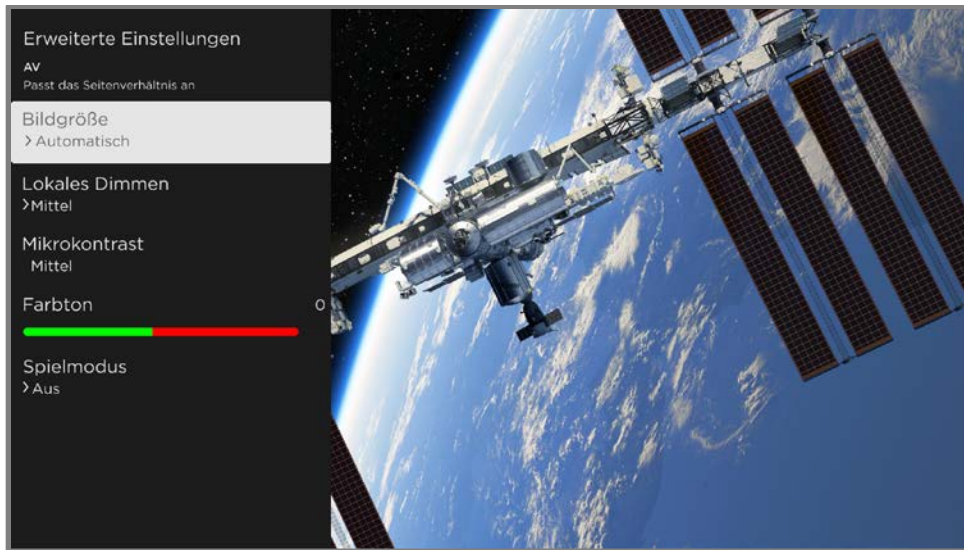 Erweiterte Einstellungen
AV
Passt das Seitenverhältnis an
Bildgröße
> Automatisch
Lokales Dimmen
>Mittel
Mikrokontrast
Mittel
Farbton 0
Spielmodus
> Aus